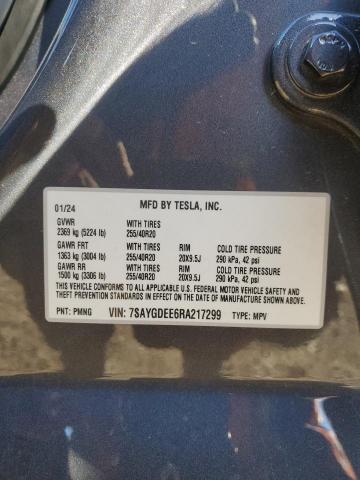 01/24 MFD BY TESLA, INC.
GVWR WITH TIRES
2369 kg (5224 lb) 255/40R20
GAWR FRT WITH TIRES RIM COLD TIRE PRESSURE
1363 kg (3004 lb) 255/40R20 20X9.5J 290 kPa, 42 psi
GAWR RR WITH TIRES RIM COLD TIRE PRESSURE
1500 kg (3306 lb) 255/40R20 20X9.5J 290 kPa, 42 psi
THIS VEHICLE CONFORMS TO ALL APPLICABLE U.S. FEDERAL MOTOR VEHICLE SAFETY
AND THEFT PREVENTION STANDARDS IN EFFECT ON THE DATE OF MANUFACTURE SHOWN
ABOVE.
PNT: PMNG VIN: 7SAYGDEE6RA217299 TYPE: MPV